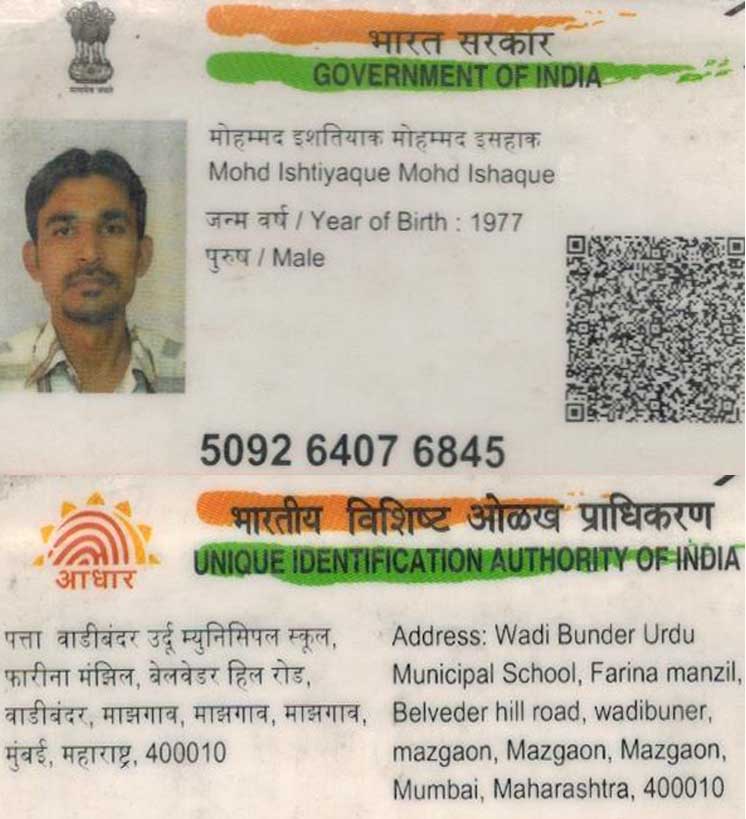 भारत सरकार
GOVERNMENT OF INDIA
मोहम्मद इशतियाक मोहम्मद इसहाक
Mohd Ishtiyaque Mohd Ishaque
जन्म वर्ष / Year of Birth : 1977
पुरुष / Male
5092 6407 6845
भारतीय विशिष्ट ओळख प्राधिकरण
UNIQUE IDENTIFICATION AUTHORITY OF INDIA
आधार
पत्ता वाडीबंदर उर्दू म्युनिसिपल स्कूल,
फारीना मंझिल, बेलवेडर हिल रोड,
वाडीबंदर, माझगाव, माझगाव, माझगाव,
मुंबई, महाराष्ट्र, 400010
Address: Wadi Bunder Urdu
Municipal School, Farina manzil,
Belveder hill road, wadibuner,
mazgaon, Mazgaon, Mazgaon,
Mumbai, Maharashtra, 400010